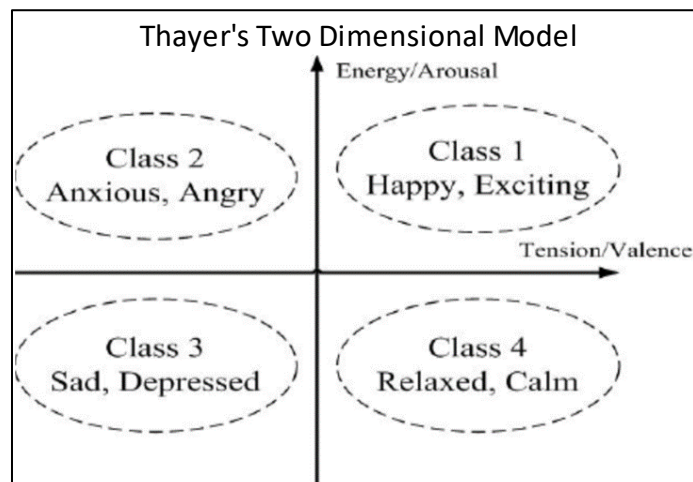 Thayer's Two Dimensional Model
Energy/Arousal
Class 2
Anxious, Angry
Class 1
Happy, Exciting
Tension/Valence
Class 3
Sad, Depressed
Class 4
Relaxed, Calm